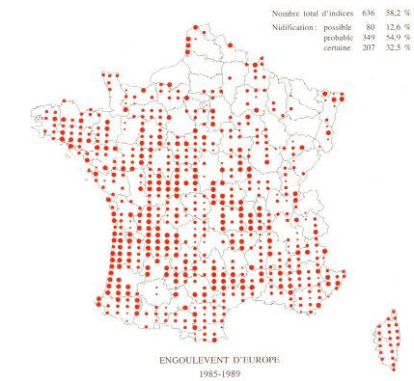 Nombre total d'indices 636 58,2 %
Nidification : possible 80 12,6 %
probable 349 54,9 %
certaine 207 32,5 %
ENGOULEVENT D'EUROPE
1985-1989